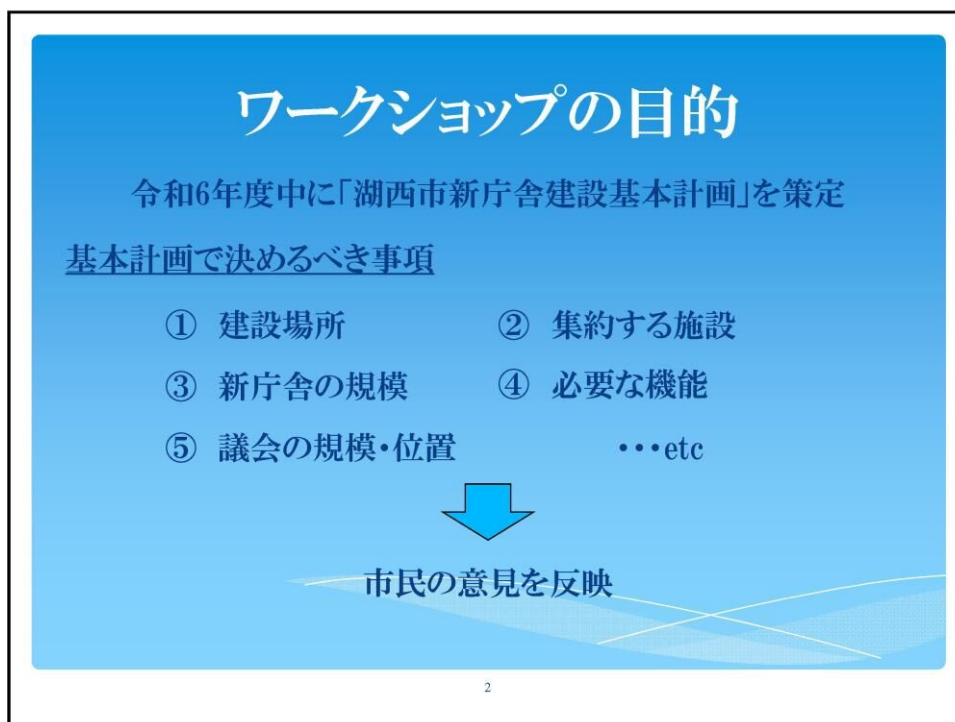 ワークショップの目的
令和6年度中に「湖西市新庁舎建設基本計画」を策定
基本計画で決めるべき事項
① 建設場所 ② 集約する施設
③ 新庁舎の規模 ④ 必要な機能
⑤ 議会の規模・位置 ・・・etc
市民の意見を反映
2